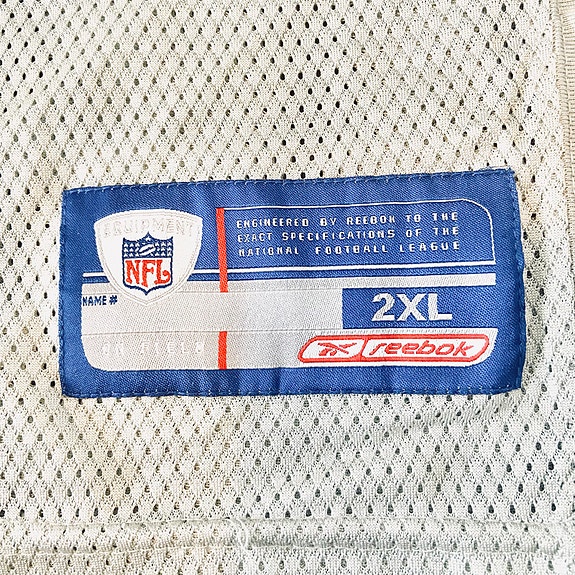 EQUIPMENT
NFL
ENGINEERED BY REEBOK TO THE
EXACT SPECIFICATIONS OF THE
NATIONAL FOOTBALL LEAGUE
NAME #
2XL
reebok